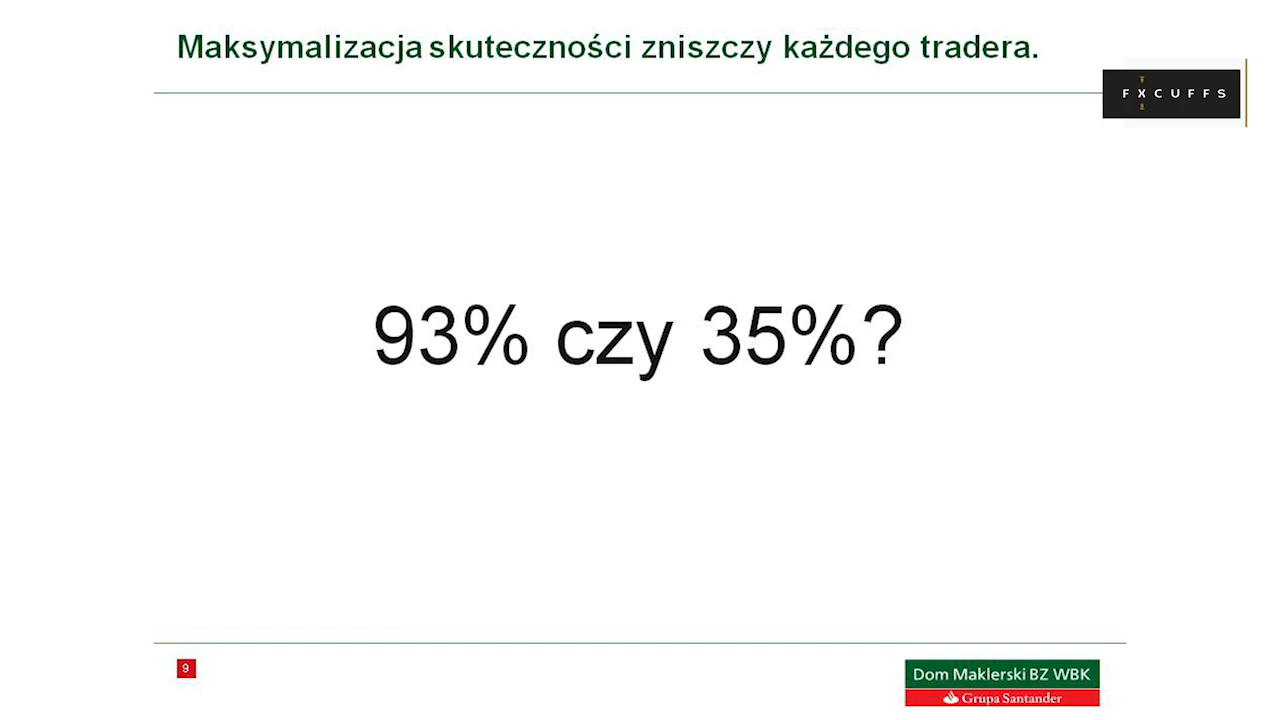 Maksymalizacja skuteczności zniszczy każdego tradera.
FXCUFFS
93% czy 35%?
9
Dom Maklerski BZ WBK
Grupa Santander